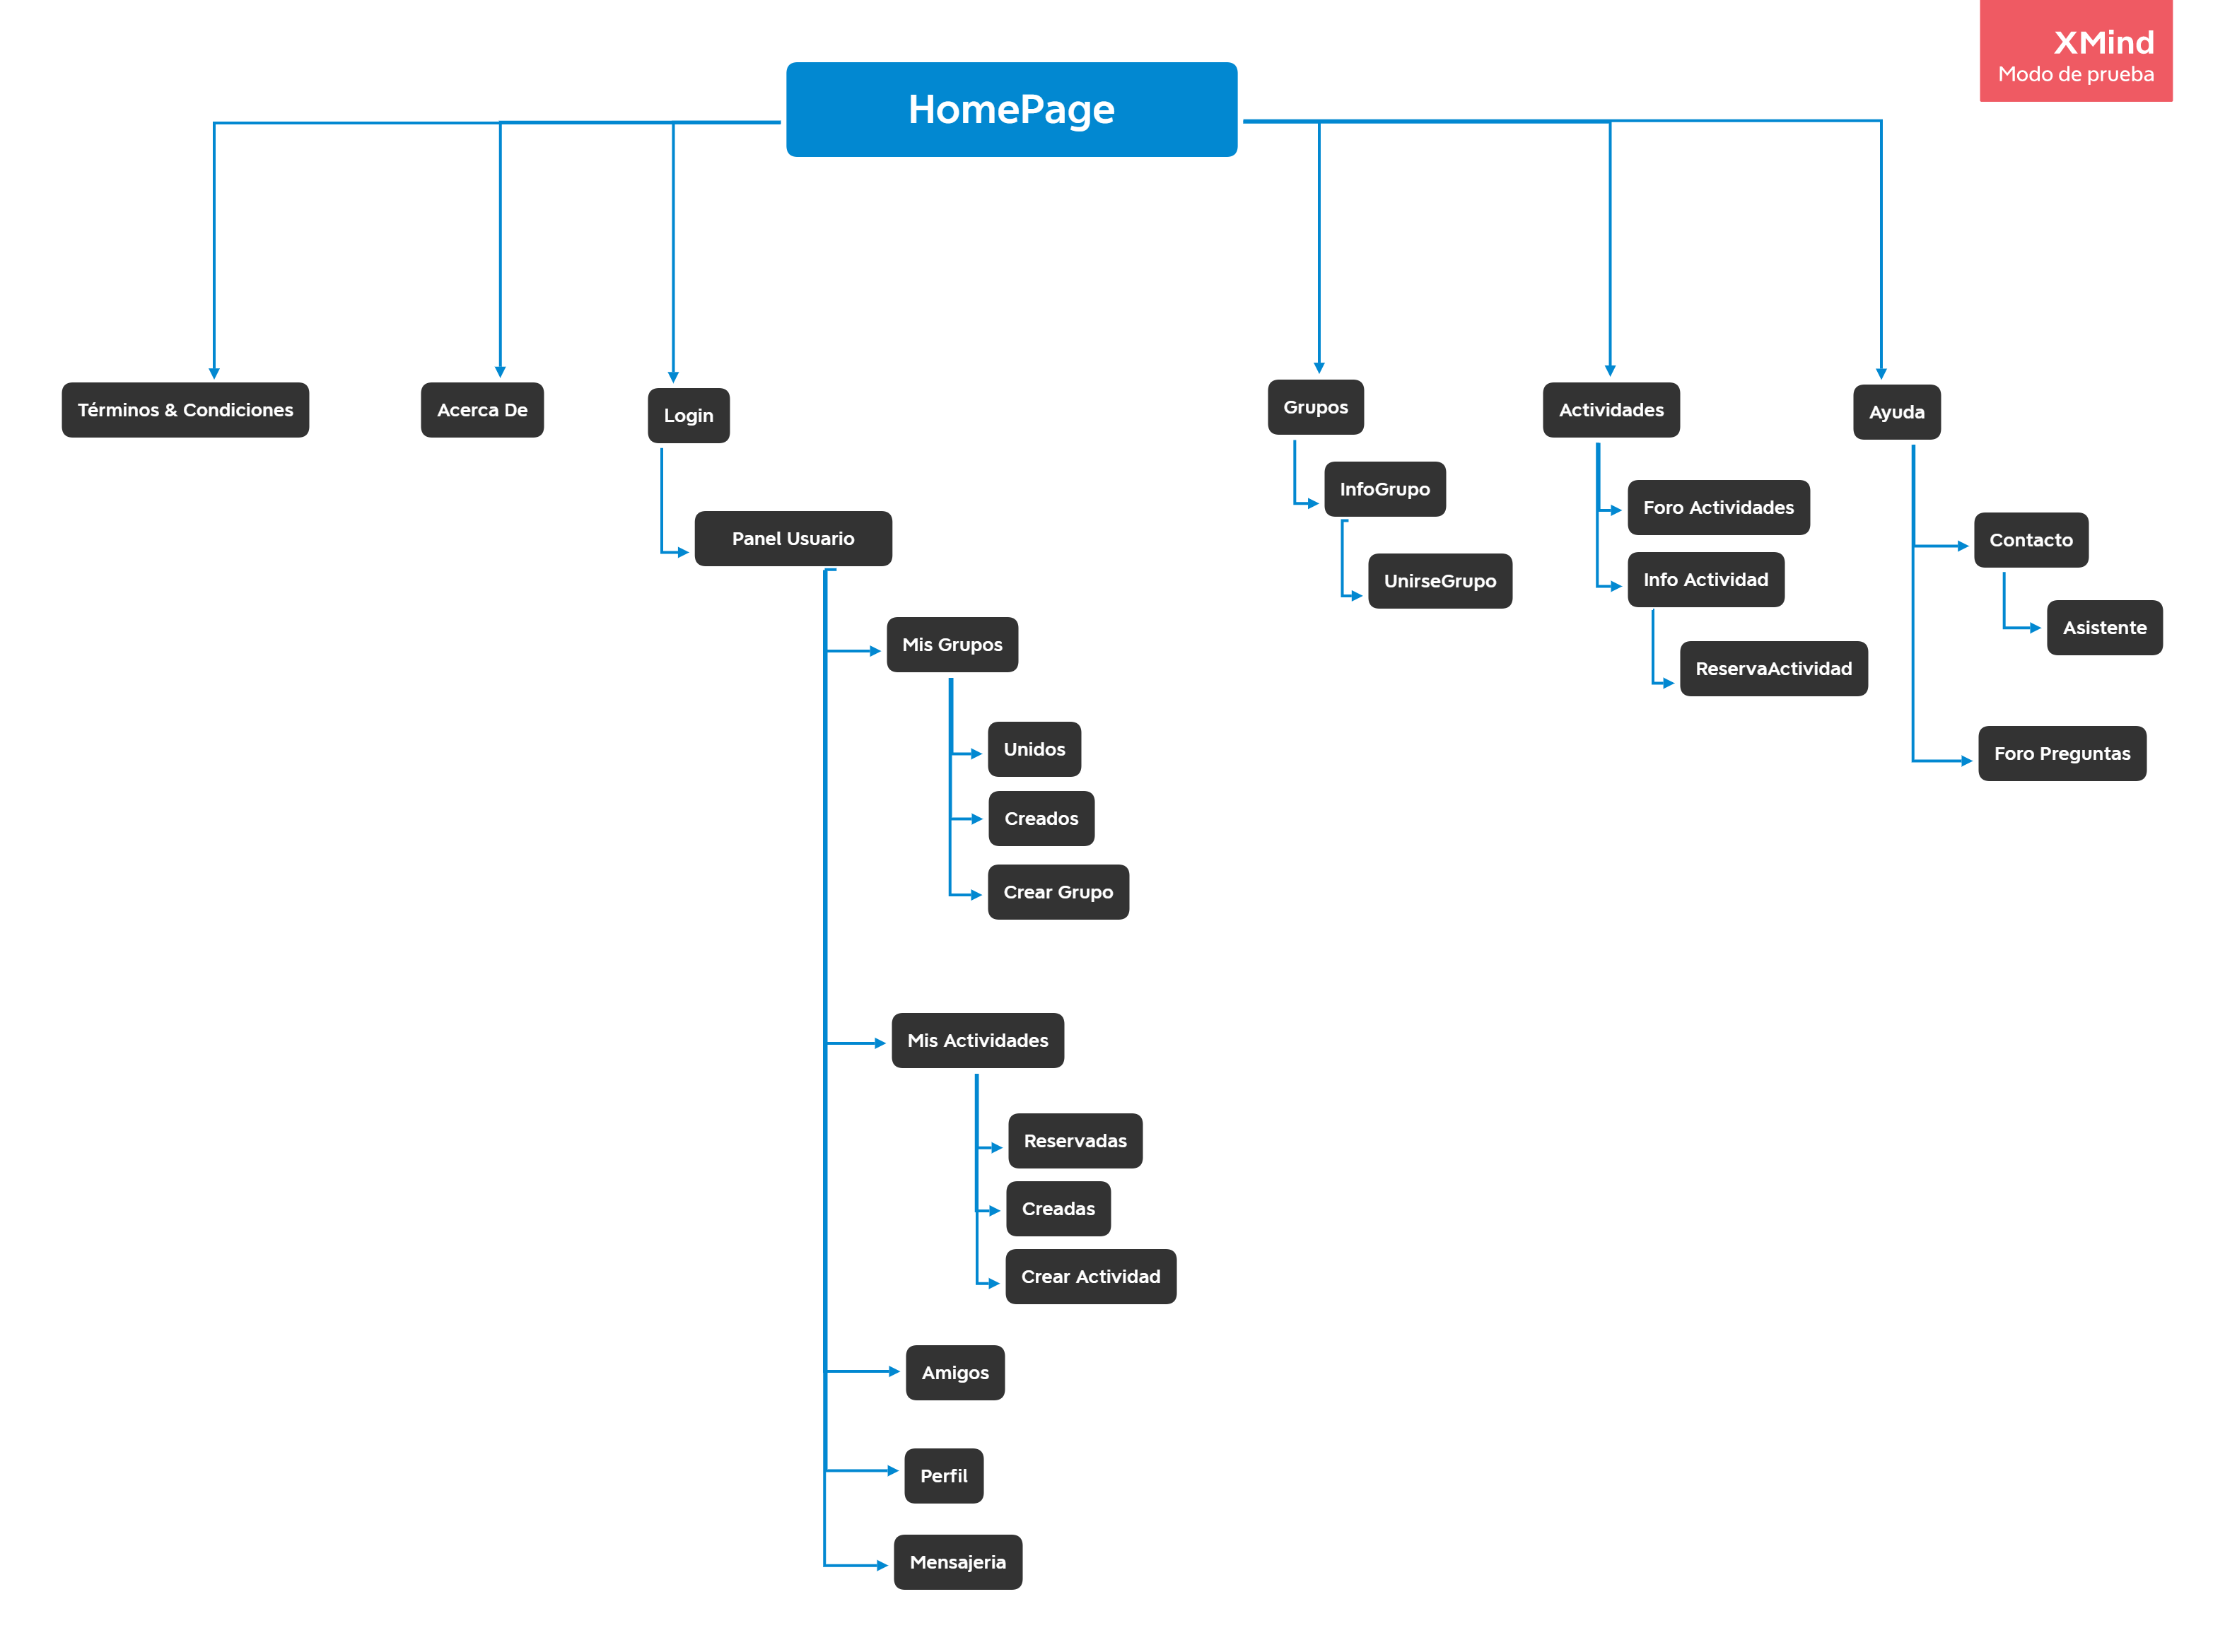 XMind
Modo de prueba
HomePage
Términos & Condiciones
Acerca De
Login
Grupos
Actividades
Ayuda
InfoGrupo
Foro Actividades
Panel Usuario
Contacto
UnirseGrupo
Info Actividad
Asistente
Mis Grupos
ReservaActividad
Unidos
Foro Preguntas
Creados
Crear Grupo
Mis Actividades
Reservadas
Creadas
Crear Actividad
Amigos
Perfil
Mensajeria